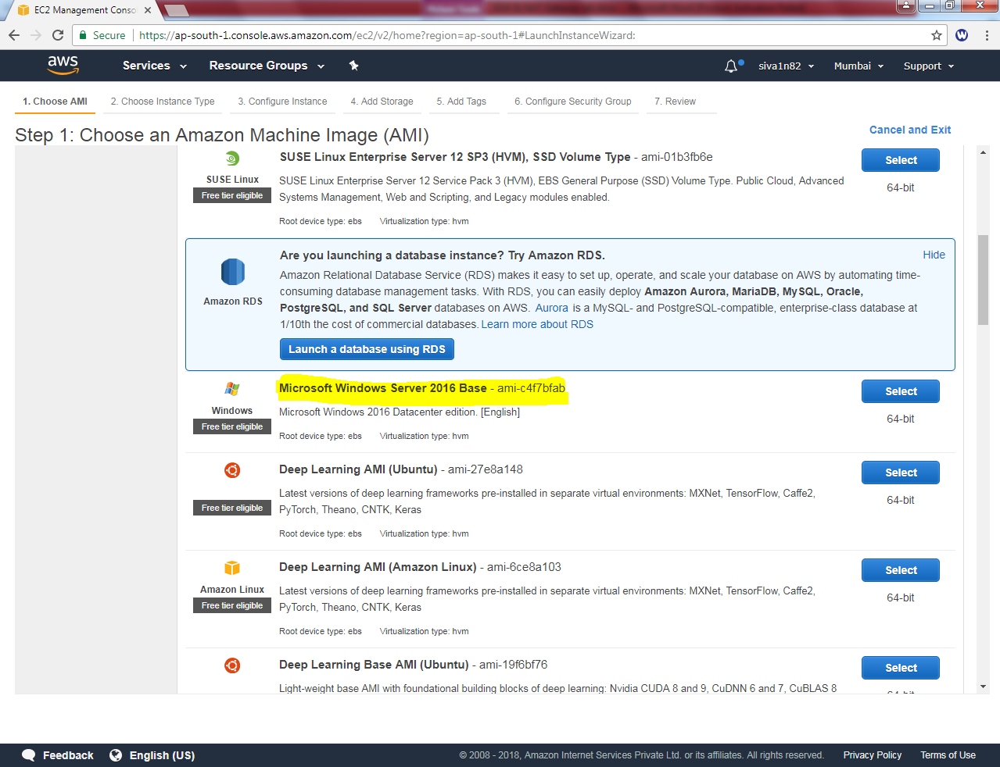 EC2 Management Conso
Secure
https://ap-south-1.console.aws.amazon.com/ec2/v2/home?region=ap-south-1#LaunchInstanceWizard:
W
aws
Services
Resource Groups
siva1n82
Mumbai
Support
1. Choose AMI
2. Choose Instance Type
3. Configure Instance
4. Add Storage
5. Add Tags
6. Configure Security Group
7. Review
Step 1: Choose an Amazon Machine Image (AMI)
Cancel and Exit
SUSE Linux
Free tier eligible
SUSE Linux Enterprise Server 12 SP3 (HVM), SSD Volume Type - ami-01b3fb6e
SUSE Linux Enterprise Server 12 Service Pack 3 (HVM), EBS General Purpose (SSD) Volume Type. Public Cloud, Advanced
Systems Management, Web and Scripting, and Legacy modules enabled.
Root device type: ebs
Virtualization type: hvm
Select
64-bit
Amazon RDS
Are you launching a database instance? Try Amazon RDS.
Hide
Amazon Relational Database Service (RDS) makes it easy to set up, operate, and scale your database on AWS by automating time-
consuming database management tasks. With RDS, you can easily deploy Amazon Aurora, MariaDB, MySQL, Oracle,
PostgreSQL, and SQL Server databases on AWS. Aurora is a MySQL- and PostgreSQL-compatible, enterprise-class database at
1/10th the cost of commercial databases. Learn more about RDS
Launch a database using RDS
Windows
Free tier eligible
Microsoft Windows Server 2016 Base - ami-c4f7bfab
Microsoft Windows 2016 Datacenter edition. [English]
Root device type: ebs
Virtualization type: hvm
Select
64-bit
Free tier eligible
Deep Learning AMI (Ubuntu) - ami-27e8a148
Latest versions of deep learning frameworks pre-installed in separate virtual environments: MXNet, TensorFlow, Caffe2,
PyTorch, Theano, CNTK, Keras
Root device type: ebs
Virtualization type: hvm
Select
64-bit
Amazon Linux
Free tier eligible
Deep Learning AMI (Amazon Linux) - ami-6ce8a103
Latest versions of deep learning frameworks pre-installed in separate virtual environments: MXNet, TensorFlow, Caffe2,
PyTorch, Theano, CNTK, Keras
Root device type: ebs
Virtualization type: hvm
Select
64-bit
Deep Learning Base AMI (Ubuntu) - ami-19f6bf76
Light-weight base AMI with foundational building blocks of deep learning: Nvidia CUDA 8 and 9, CuDNN 6 and 7, CuBLAS 8
Select
64-bit
Feedback
English (US)
© 2008 - 2018, Amazon Internet Services Private Ltd. or its affiliates. All rights reserved.
Privacy Policy
Terms of Use